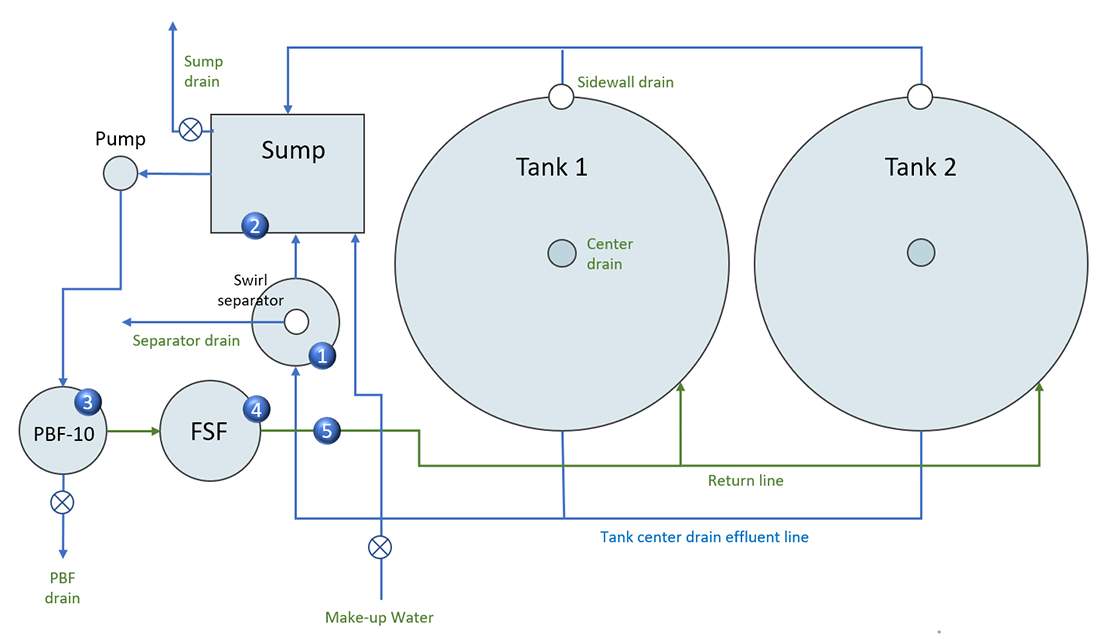 Sump
drain
Sidewall drain
Pump
Sump
Tank 1
Tank 2
2
Center
drain
Swirl
separator
Separator drain
1
3
4
PBF-10
FSF
5
Return line
Tank center drain effluent line
PBF
drain
Make-up Water